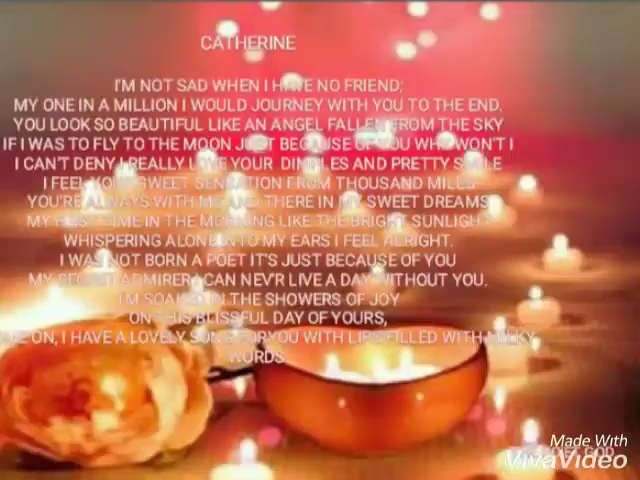 CATHERINE
I'M NOT SAD WHEN I HAVE NO FRIEND;
MY ONE IN A MILLION I WOULD JOURNEY WITH YOU TO THE END.
YOU LOOK SO BEAUTIFUL LIKE AN ANGEL FALLEN FROM THE SKY
IF I WAS TO FLY TO THE MOON JUST BECAUSE OF YOU WHY WON'T I
I CAN'T DENY I REALLY LOVE YOUR DIMPLES AND PRETTY SMILE
I FEEL YOUR SWEET SENSATION FROM THOUSAND MILES
YOU'RE ALWAYS WITH ME AND THERE IN MY SWEET DREAMS
MY FIRST TIME IN THE MORNING LIKE THE BRIGHT SUNLIGHT
WHISPERING ALONE INTO MY EARS I FEEL ALRIGHT.
I WAS NOT BORN A POET IT'S JUST BECAUSE OF YOU
MY SECRET ADMIRER I CAN NEV'R LIVE A DAY WITHOUT YOU.
I'M SOAKED IN THE SHOWERS OF JOY
ON THIS BLISSFUL DAY OF YOURS,
ON, I HAVE A LOVELY SONG FOR YOU WITH LIPS FILLED WITH MILKY
WORDS
Made With
VivaVideo